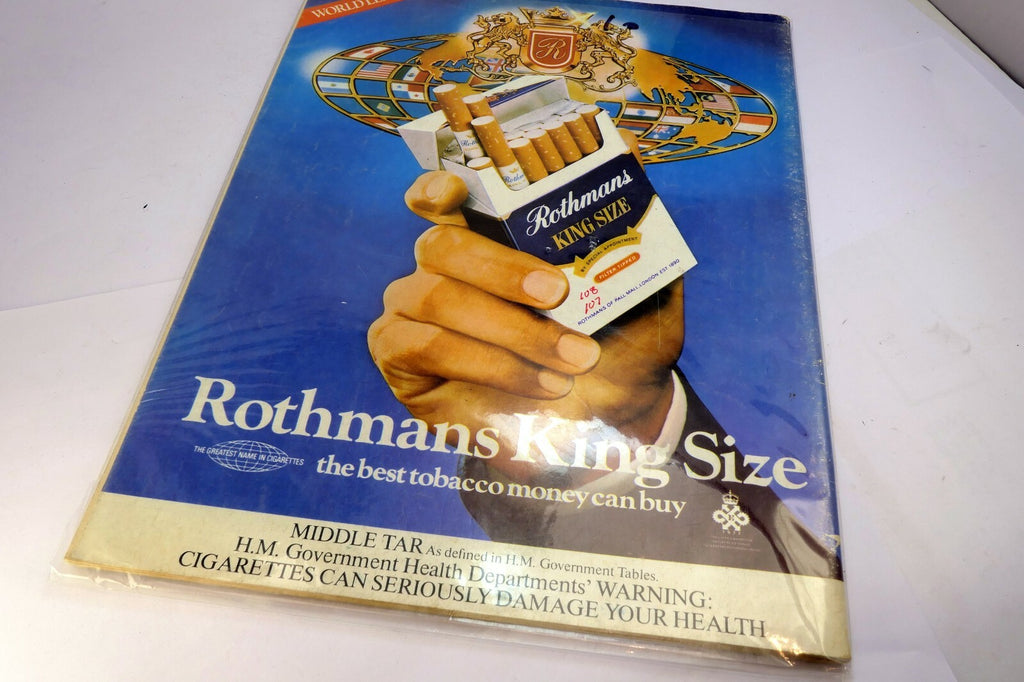 WORLD
R
Rothmans
KING SIZE
BY SPECIAL APPOINTMENT
FILTER TIPPED
108
107
ROTHMANS OF PALL MALL LONDON EST 1890
Rothmans King Size
THE GREATEST NAME IN CIGARETTES
the best tobacco money can buy
MIDDLE TAR As defined in H.M. Government Tables.
H.M. Government Health Departments' WARNING:
CIGARETTES CAN SERIOUSLY DAMAGE YOUR HEALTH